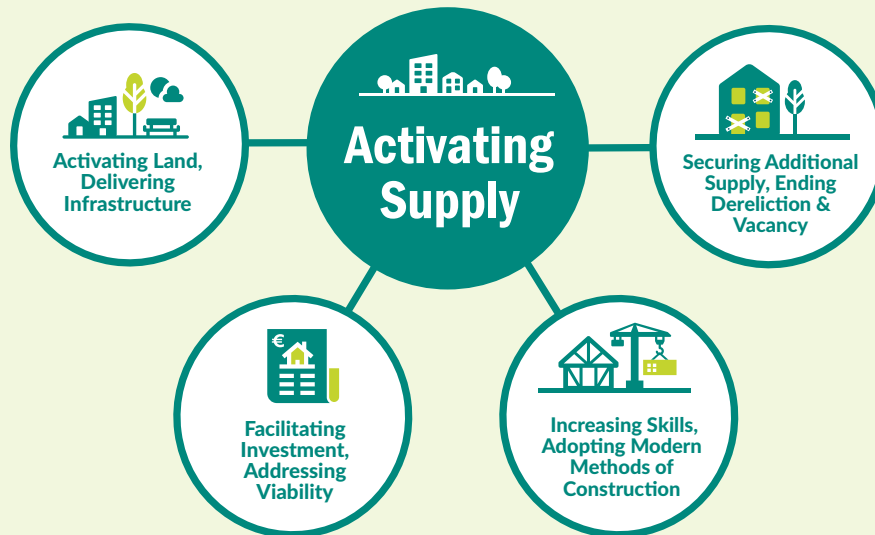 Activating
Supply
Activating Land,
Delivering
Infrastructure
Securing Additional
Supply, Ending
Dereliction &
Vacancy
€
Facilitating
Investment,
Addressing
Viability
Increasing Skills,
Adopting Modern
Methods of
Construction